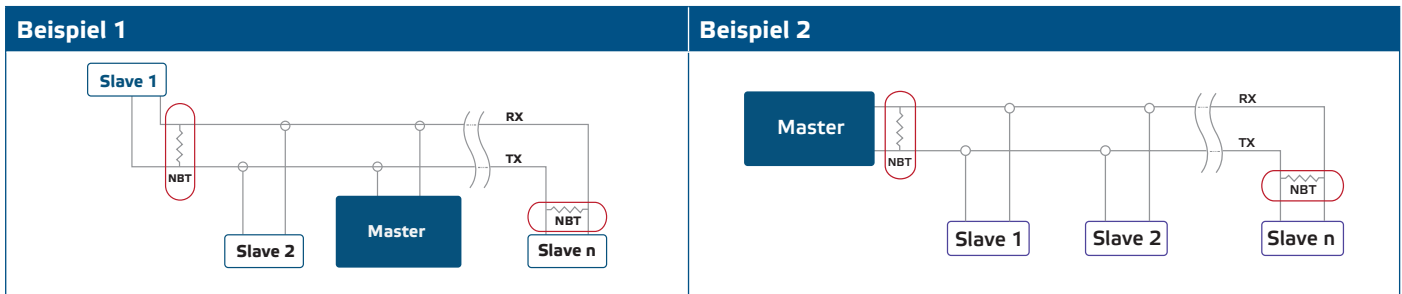 Beispiel 1
Slave 1
RX
TX
NBT
NBT
Master
Slave 2
Slave n
Beispiel 2
RX
Master
TX
NBT
NBT
Slave 1
Slave 2
Slave n